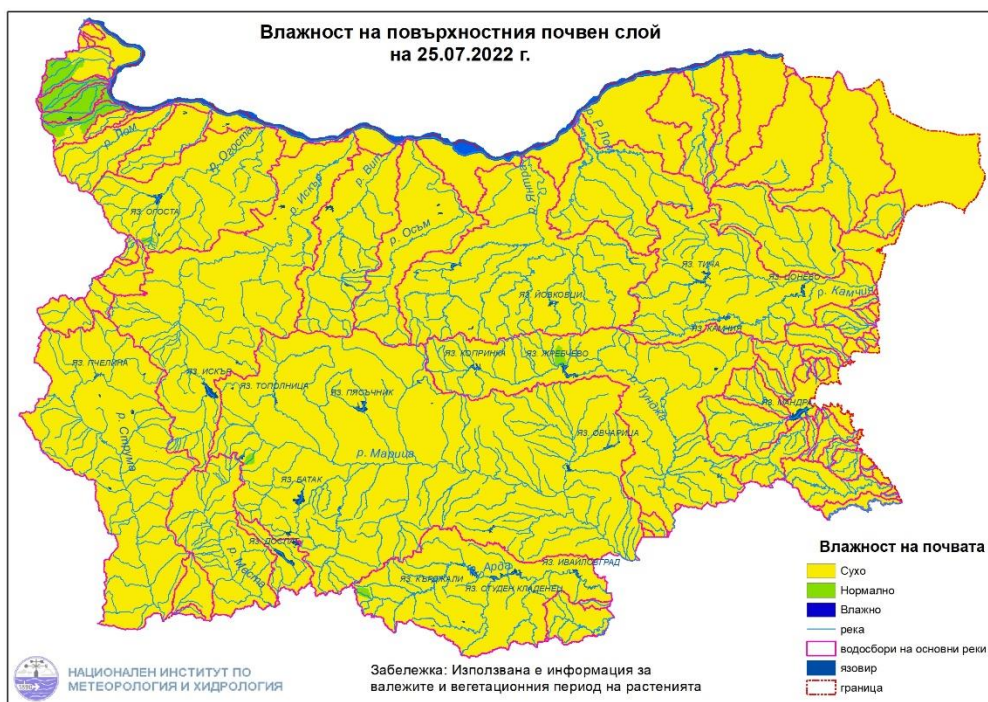 Влажност на повърхностния почвен слой
на 25.07.2022 г.
р. Лом
р. Огоста
р. Искър
р. Вит
р. Осъм
р. Янтра
р. Р.Лом
яз. ОГОСТА
яз. ТИЧА
яз. ЦОНЕВО
р. Камчия
яз. ЙОВКОВЦИ
яз. КАМЧИЯ
яз. ПЧЕЛИНА
яз. ИСКЪР
яз. ТОПОЛНИЦА
яз. ПЯСЪЧНИК
яз. КОПРИНКА
яз. ЖРЕБЧЕВО
р. Тунджа
яз. МАНДРА
р. Струма
яз. ОВЧАРИЦА
р. Марица
яз. БАТАК
яз. ДОСПАТ
р. Места
яз. КЪРДЖАЛИ
Арда
яз. ИВАЙЛОВГРАД
яз. СТУДЕН КЛАДЕНЕЦ
Влажност на почвата
Сухо
Нормално
Влажно
река
водосбори на основни реки
язовир
граница
НАЦИОНАЛЕН ИНСТИТУТ ПО
МЕТЕОРОЛОГИЯ И ХИДРОЛОГИЯ
Забележка: Използвана е информация за
валежите и вегетационния период на растенията